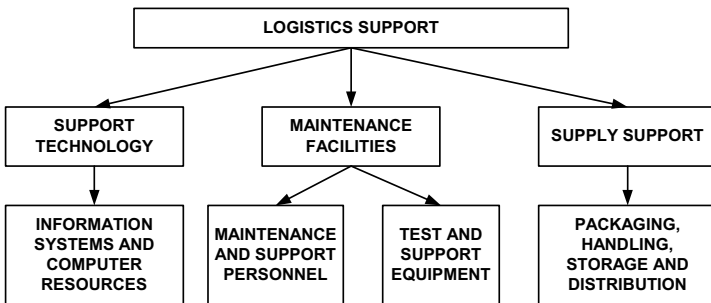 LOGISTICS SUPPORT
SUPPORT
TECHNOLOGY
MAINTENANCE
FACILITIES
SUPPLY SUPPORT
INFORMATION
SYSTEMS AND
COMPUTER
RESOURCES
MAINTENANCE
AND SUPPORT
PERSONNEL
TEST AND
SUPPORT
EQUIPMENT
PACKAGING,
HANDLING,
STORAGE AND
DISTRIBUTION